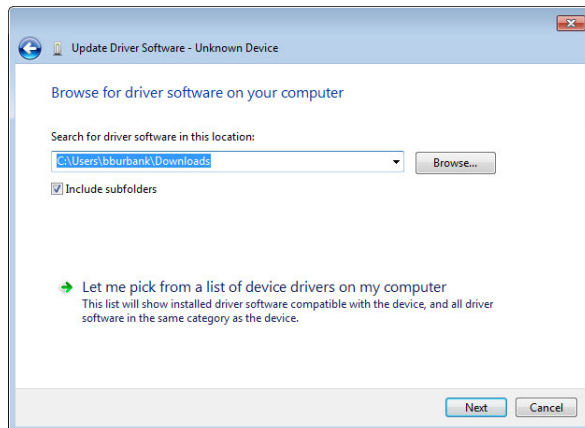 Update Driver Software - Unknown Device
Browse for driver software on your computer
Search for driver software in this location:
C:\Users\bburbank\Downloads
Browse...
Include subfolders
Let me pick from a list of device drivers on my computer
This list will show installed driver software compatible with the device, and all driver
software in the same category as the device.
Next
Cancel